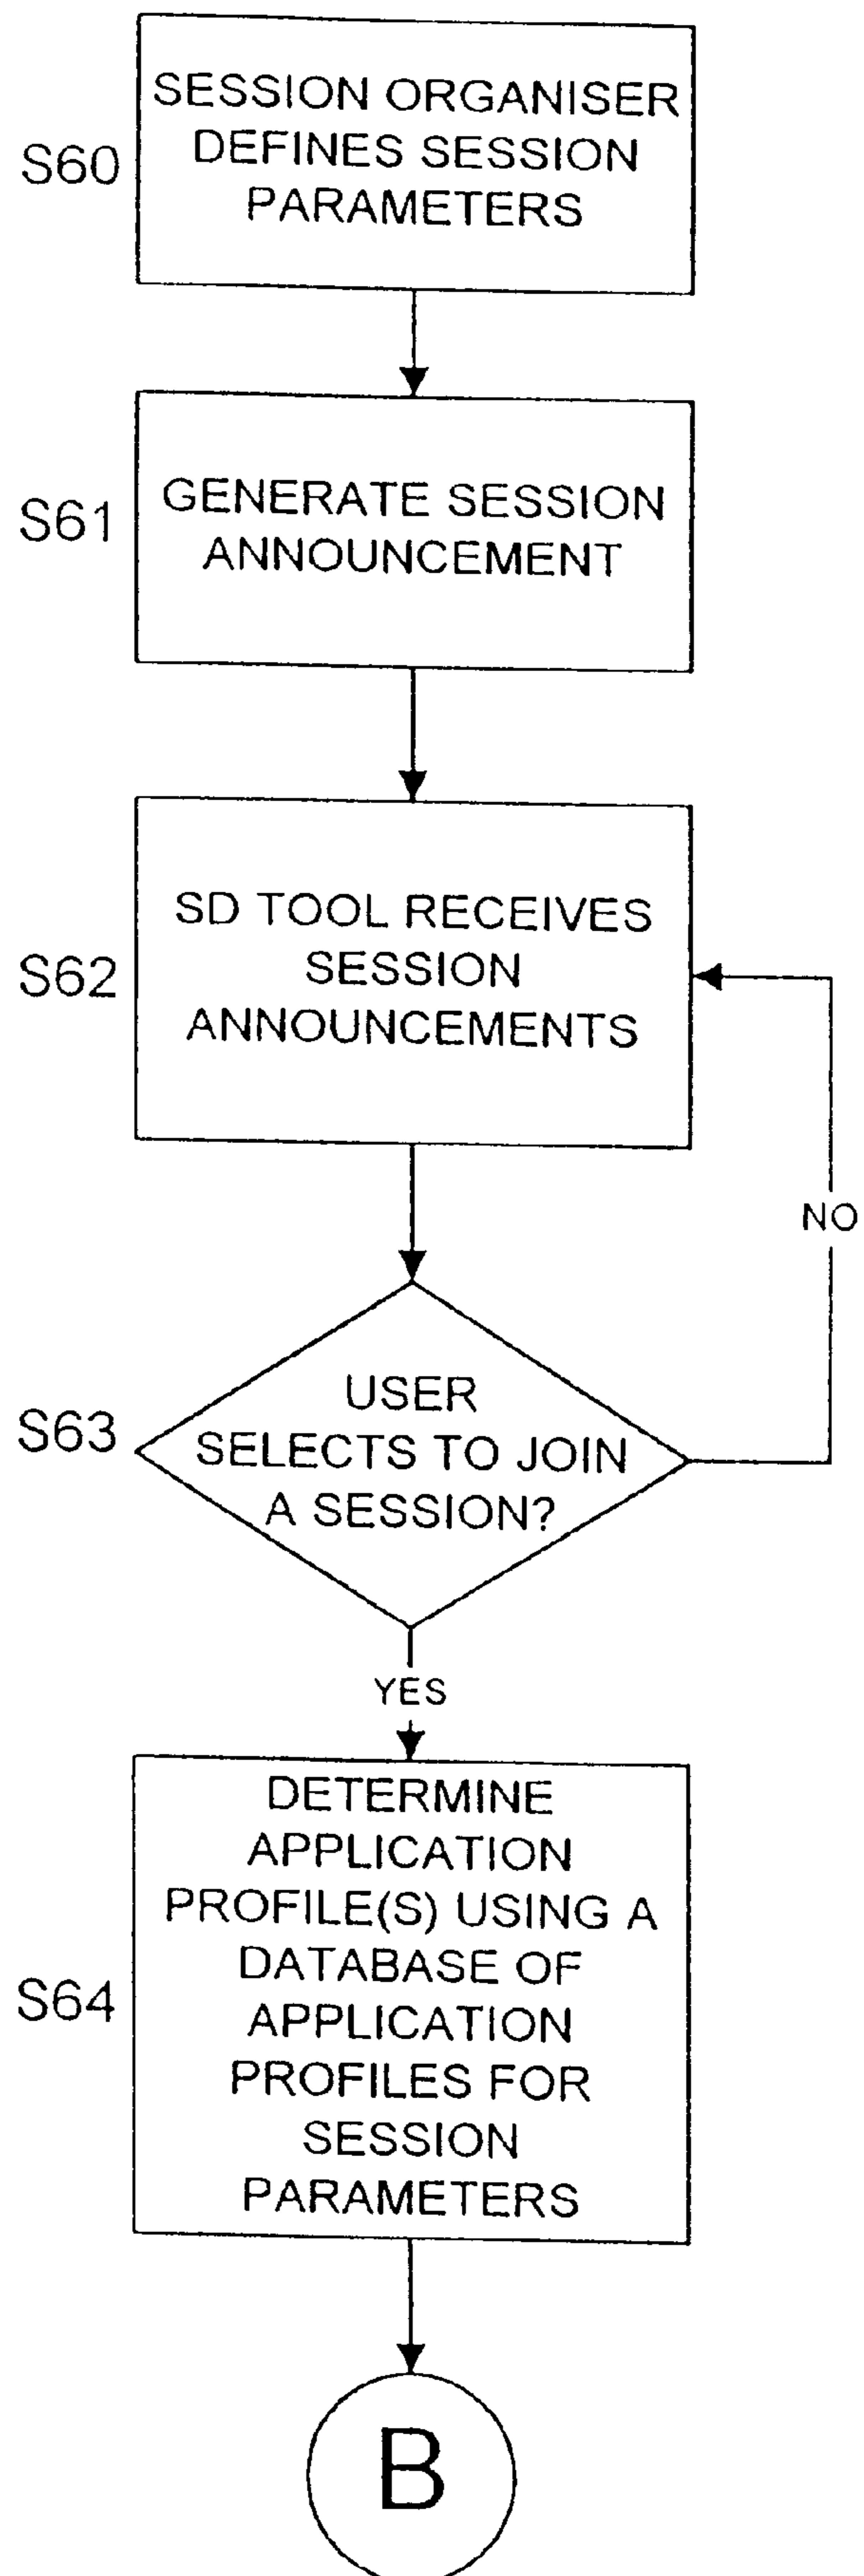 S60
SESSION ORGANISER
DEFINES SESSION
PARAMETERS
S61
GENERATE SESSION
ANNOUNCEMENT
S62
SD TOOL RECEIVES
SESSION
ANNOUNCEMENTS
NO
S63
USER
SELECTS TO JOIN
A SESSION?
YES
S64
DETERMINE
APPLICATION
PROFILE(S) USING A
DATABASE OF
APPLICATION
PROFILES FOR
SESSION
PARAMETERS
B